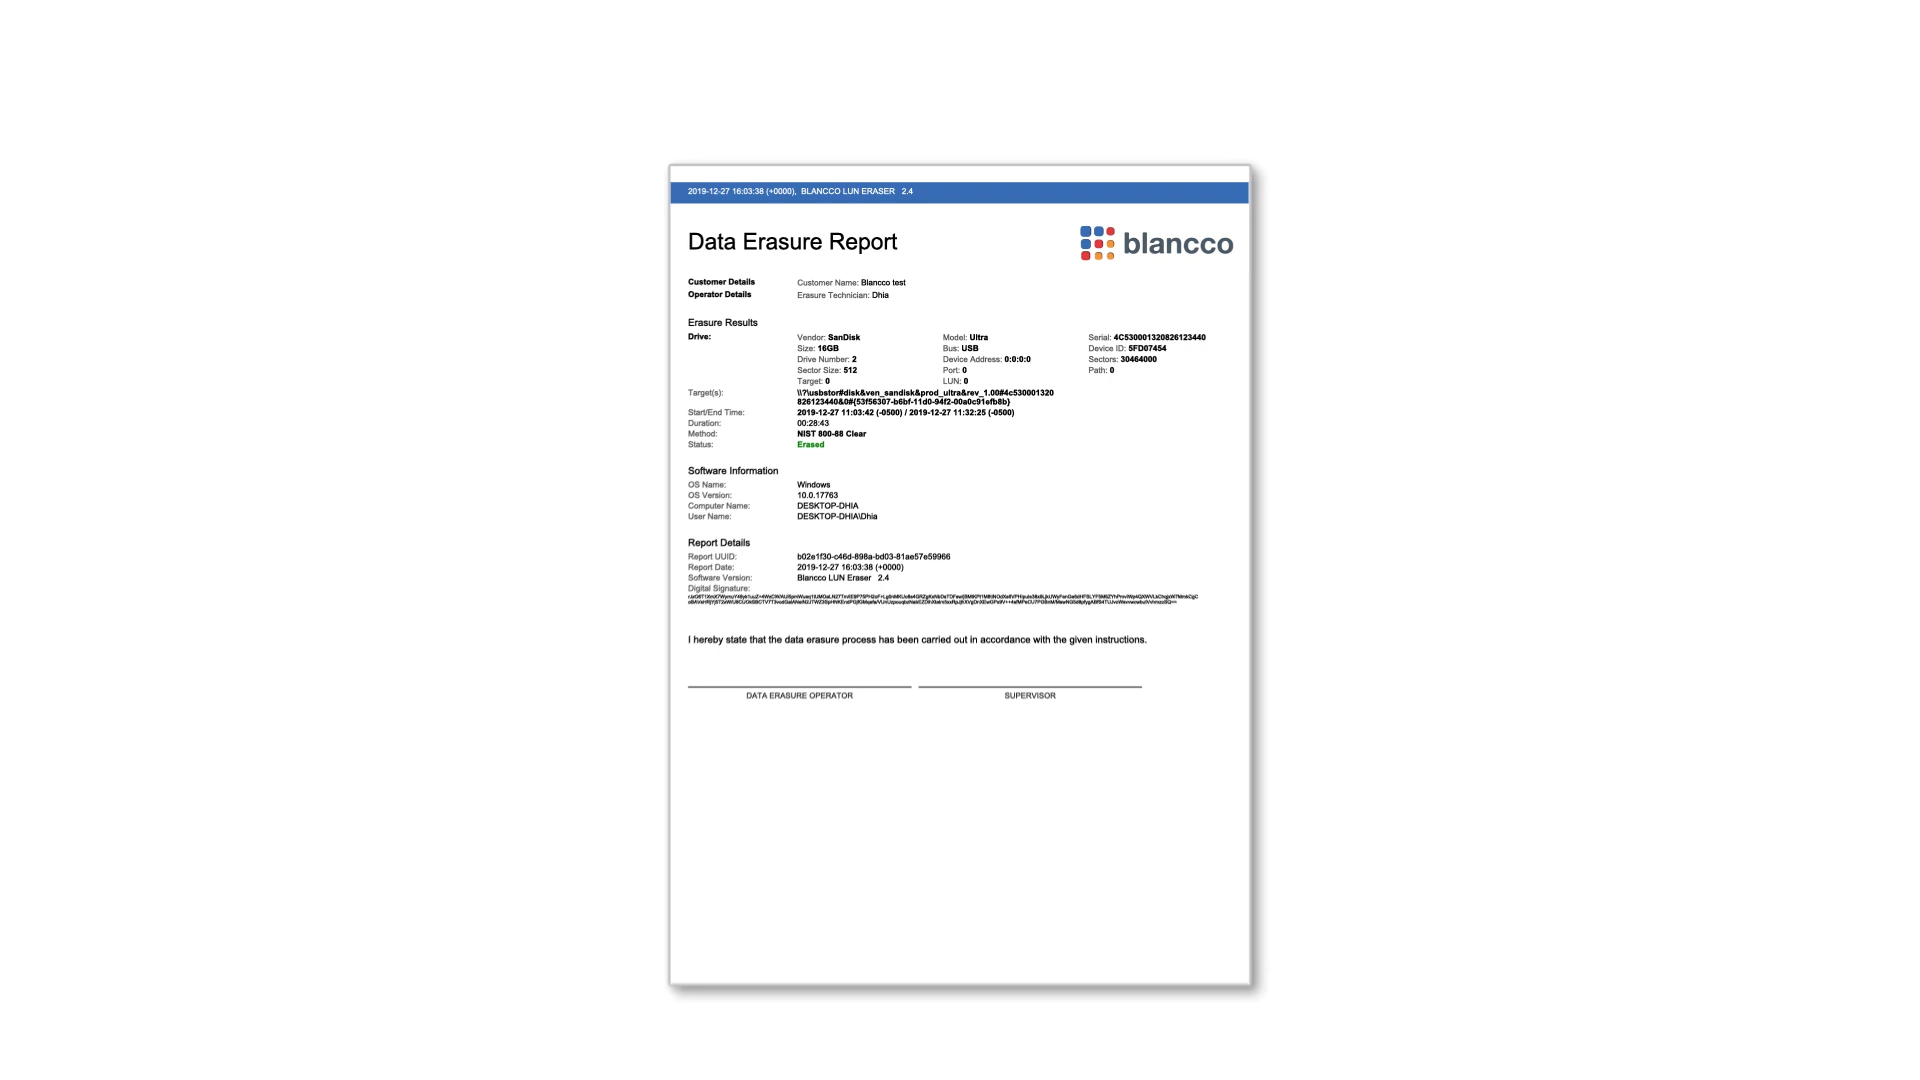 2019-12-27 16:03:38 (+0000), BLANCCO LUN ERASER 2.4
Data Erasure Report
blancco
Customer Details Customer Name: Blancco test
Operator Details Erasure Technician: Dhia
Erasure Results
Drive: Vendor: SanDisk Model: Ultra Serial: 4C530001320826123440
Size: 16GB Bus: USB Device ID: 5FD07454
Drive Number: 2 Device Address: 0:0:0:0 Sectors: 30464000
Sector Size: 512 Port: 0 Path: 0
Target: 0 LUN: 0
Target(s): \\?\usbstor#disk&ven_sandisk&prod_ultra&rev_1.00#4c530001320
826123440&0#{53f56307-b6bf-11d0-94f2-00a0c91efb8b}
Start/End Time: 2019-12-27 11:03:42 (-0500) / 2019-12-27 11:32:25 (-0500)
Duration: 00:28:43
Method: NIST 800-88 Clear
Status: Erased
Software Information
OS Name: Windows
OS Version: 10.0.17763
Computer Name: DESKTOP-DHIA
User Name: DESKTOP-DHIA\Dhia
Report Details
Report UUID: b02e1f30-c46d-898a-bd03-81ae57e59966
Report Date: 2019-12-27 16:03:38 (+0000)
Software Version: Blancco LUN Eraser 2.4
Digital Signature:
I hereby state that the data erasure process has been carried out in accordance with the given instructions.
DATA ERASURE OPERATOR SUPERVISOR